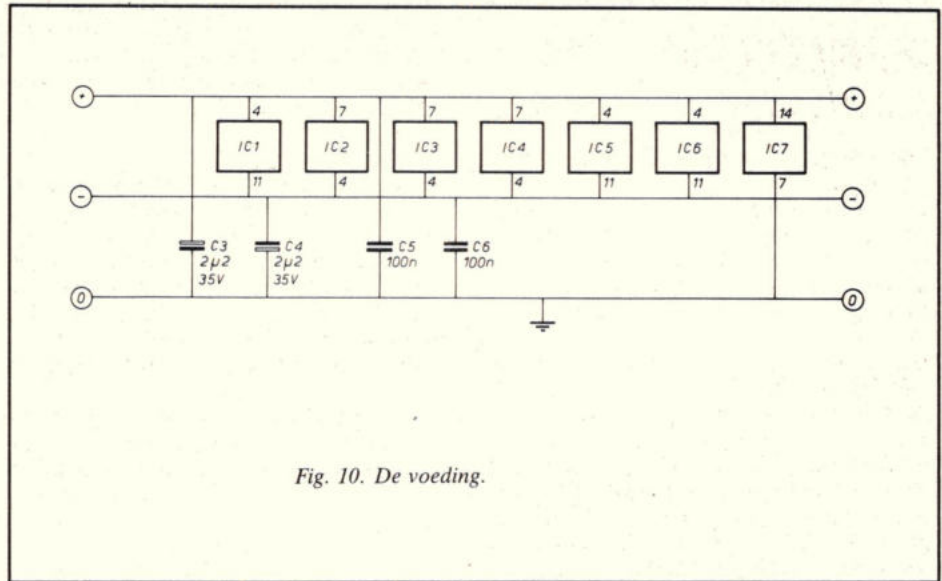 + +
4 7 7 7 4 4 14
IC1 IC2 IC3 IC4 IC5 IC6 IC7
11 4 4 4 11 11 7
- -
C3 C4 C5 C6
2µ2 2µ2 100n 100n
35V 35V
0 0
Fig. 10. De voeding.